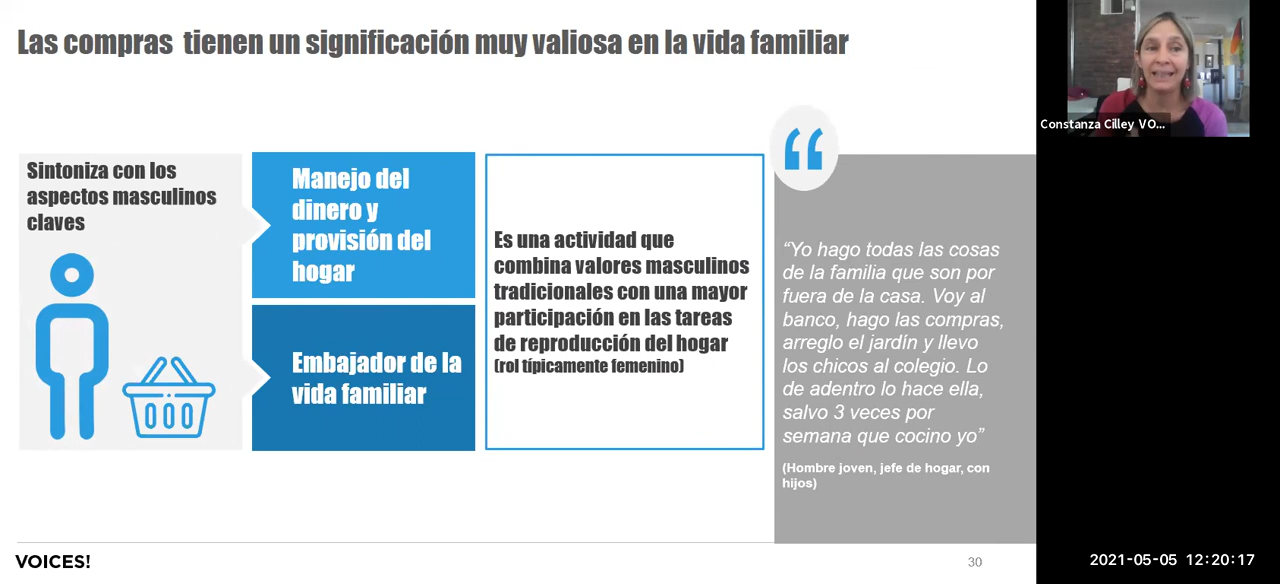 Las compras  tienen un significación muy valiosa en la vida familiar
Sintoniza con los
aspectos masculinos
claves
Manejo del
dinero y
provisión del
hogar
Embajador de la
vida familiar
Es una actividad que
combina valores masculinos
tradicionales con una mayor
participación en las tareas
de reproducción del hogar
(rol típicamente femenino)
“Yo hago todas las cosas
de la familia que son por
fuera de la casa. Voy al
banco, hago las compras,
arreglo el jardín y llevo
los chicos al colegio. Lo
de adentro lo hace ella,
salvo 3 veces por
semana que cocino yo”
(Hombre joven, jefe de hogar, con
hijos)
VOICES!
30
Constanza Cilley VO...
2021-05-05 12:20:17